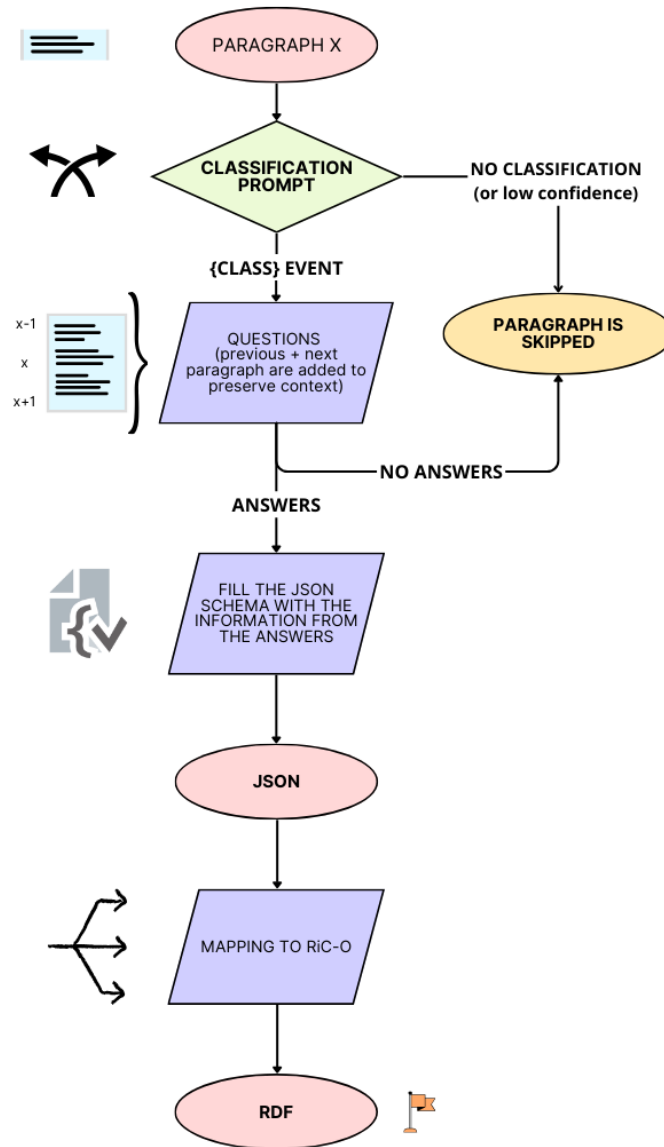 PARAGRAPH X
CLASSIFICATION
PROMPT
NO CLASSIFICATION
(or low confidence)
{CLASS} EVENT
x-1
x
x+1
QUESTIONS
(previous + next
paragraph are added to
preserve context)
PARAGRAPH IS
SKIPPED
NO ANSWERS
ANSWERS
FILL THE JSON
SCHEMA WITH THE
INFORMATION FROM
THE ANSWERS
{
JSON
MAPPING TO RiC-O
RDF